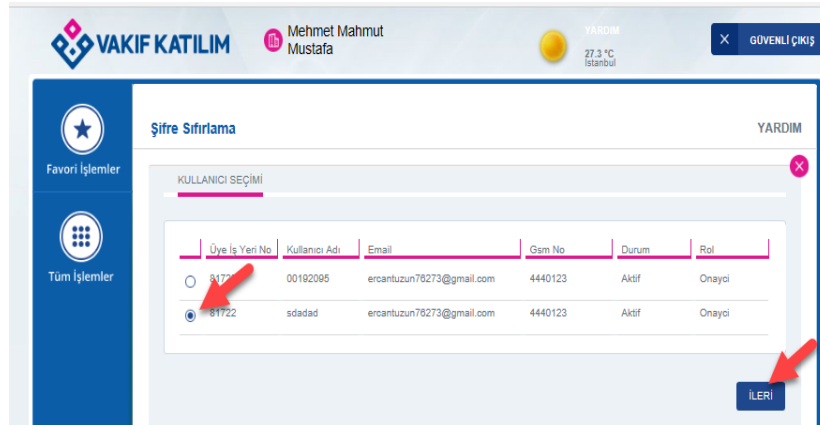 VAKIF KATILIM
Mehmet Mahmut
Mustafa
YARDIM
27.3 °C
İstanbul
X GÜVENLİ ÇIKIŞ
Favori İşlemler
Tüm İşlemler
Şifre Sıfırlama
YARDIM
KULLANICI SEÇİMİ
Üye İş Yeri No Kullanıcı Adı Email Gsm No Durum Rol
00192095 ercantuzun76273@gmail.com 4440123 Aktif Onayci
81722 sdadad ercantuzun76273@gmail.com 4440123 Aktif Onayci
İLERİ